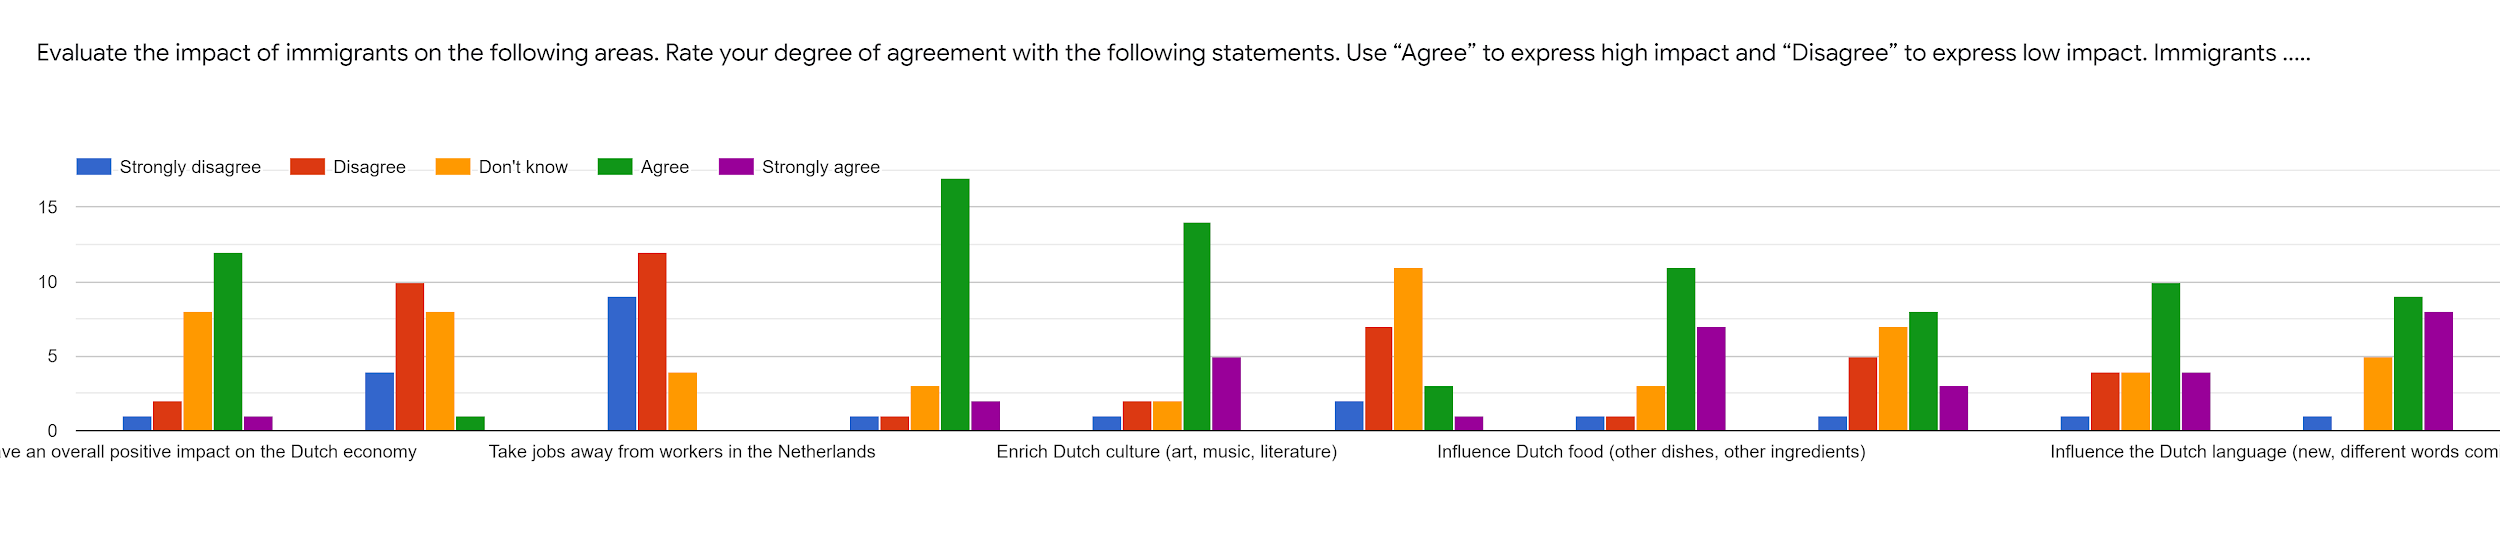 Evaluate the impact of immigrants on the following areas. Rate your degree of agreement with the following statements. Use “Agree” to express high impact and “Disagree” to express low impact. Immigrants .....
Strongly disagree Disagree Don't know Agree Strongly agree
15
10
5
0
an overall positive impact on the Dutch economy Take jobs away from workers in the Netherlands Enrich Dutch culture (art, music, literature) Influence Dutch food (other dishes, other ingredients) Influence the Dutch language (new, different words